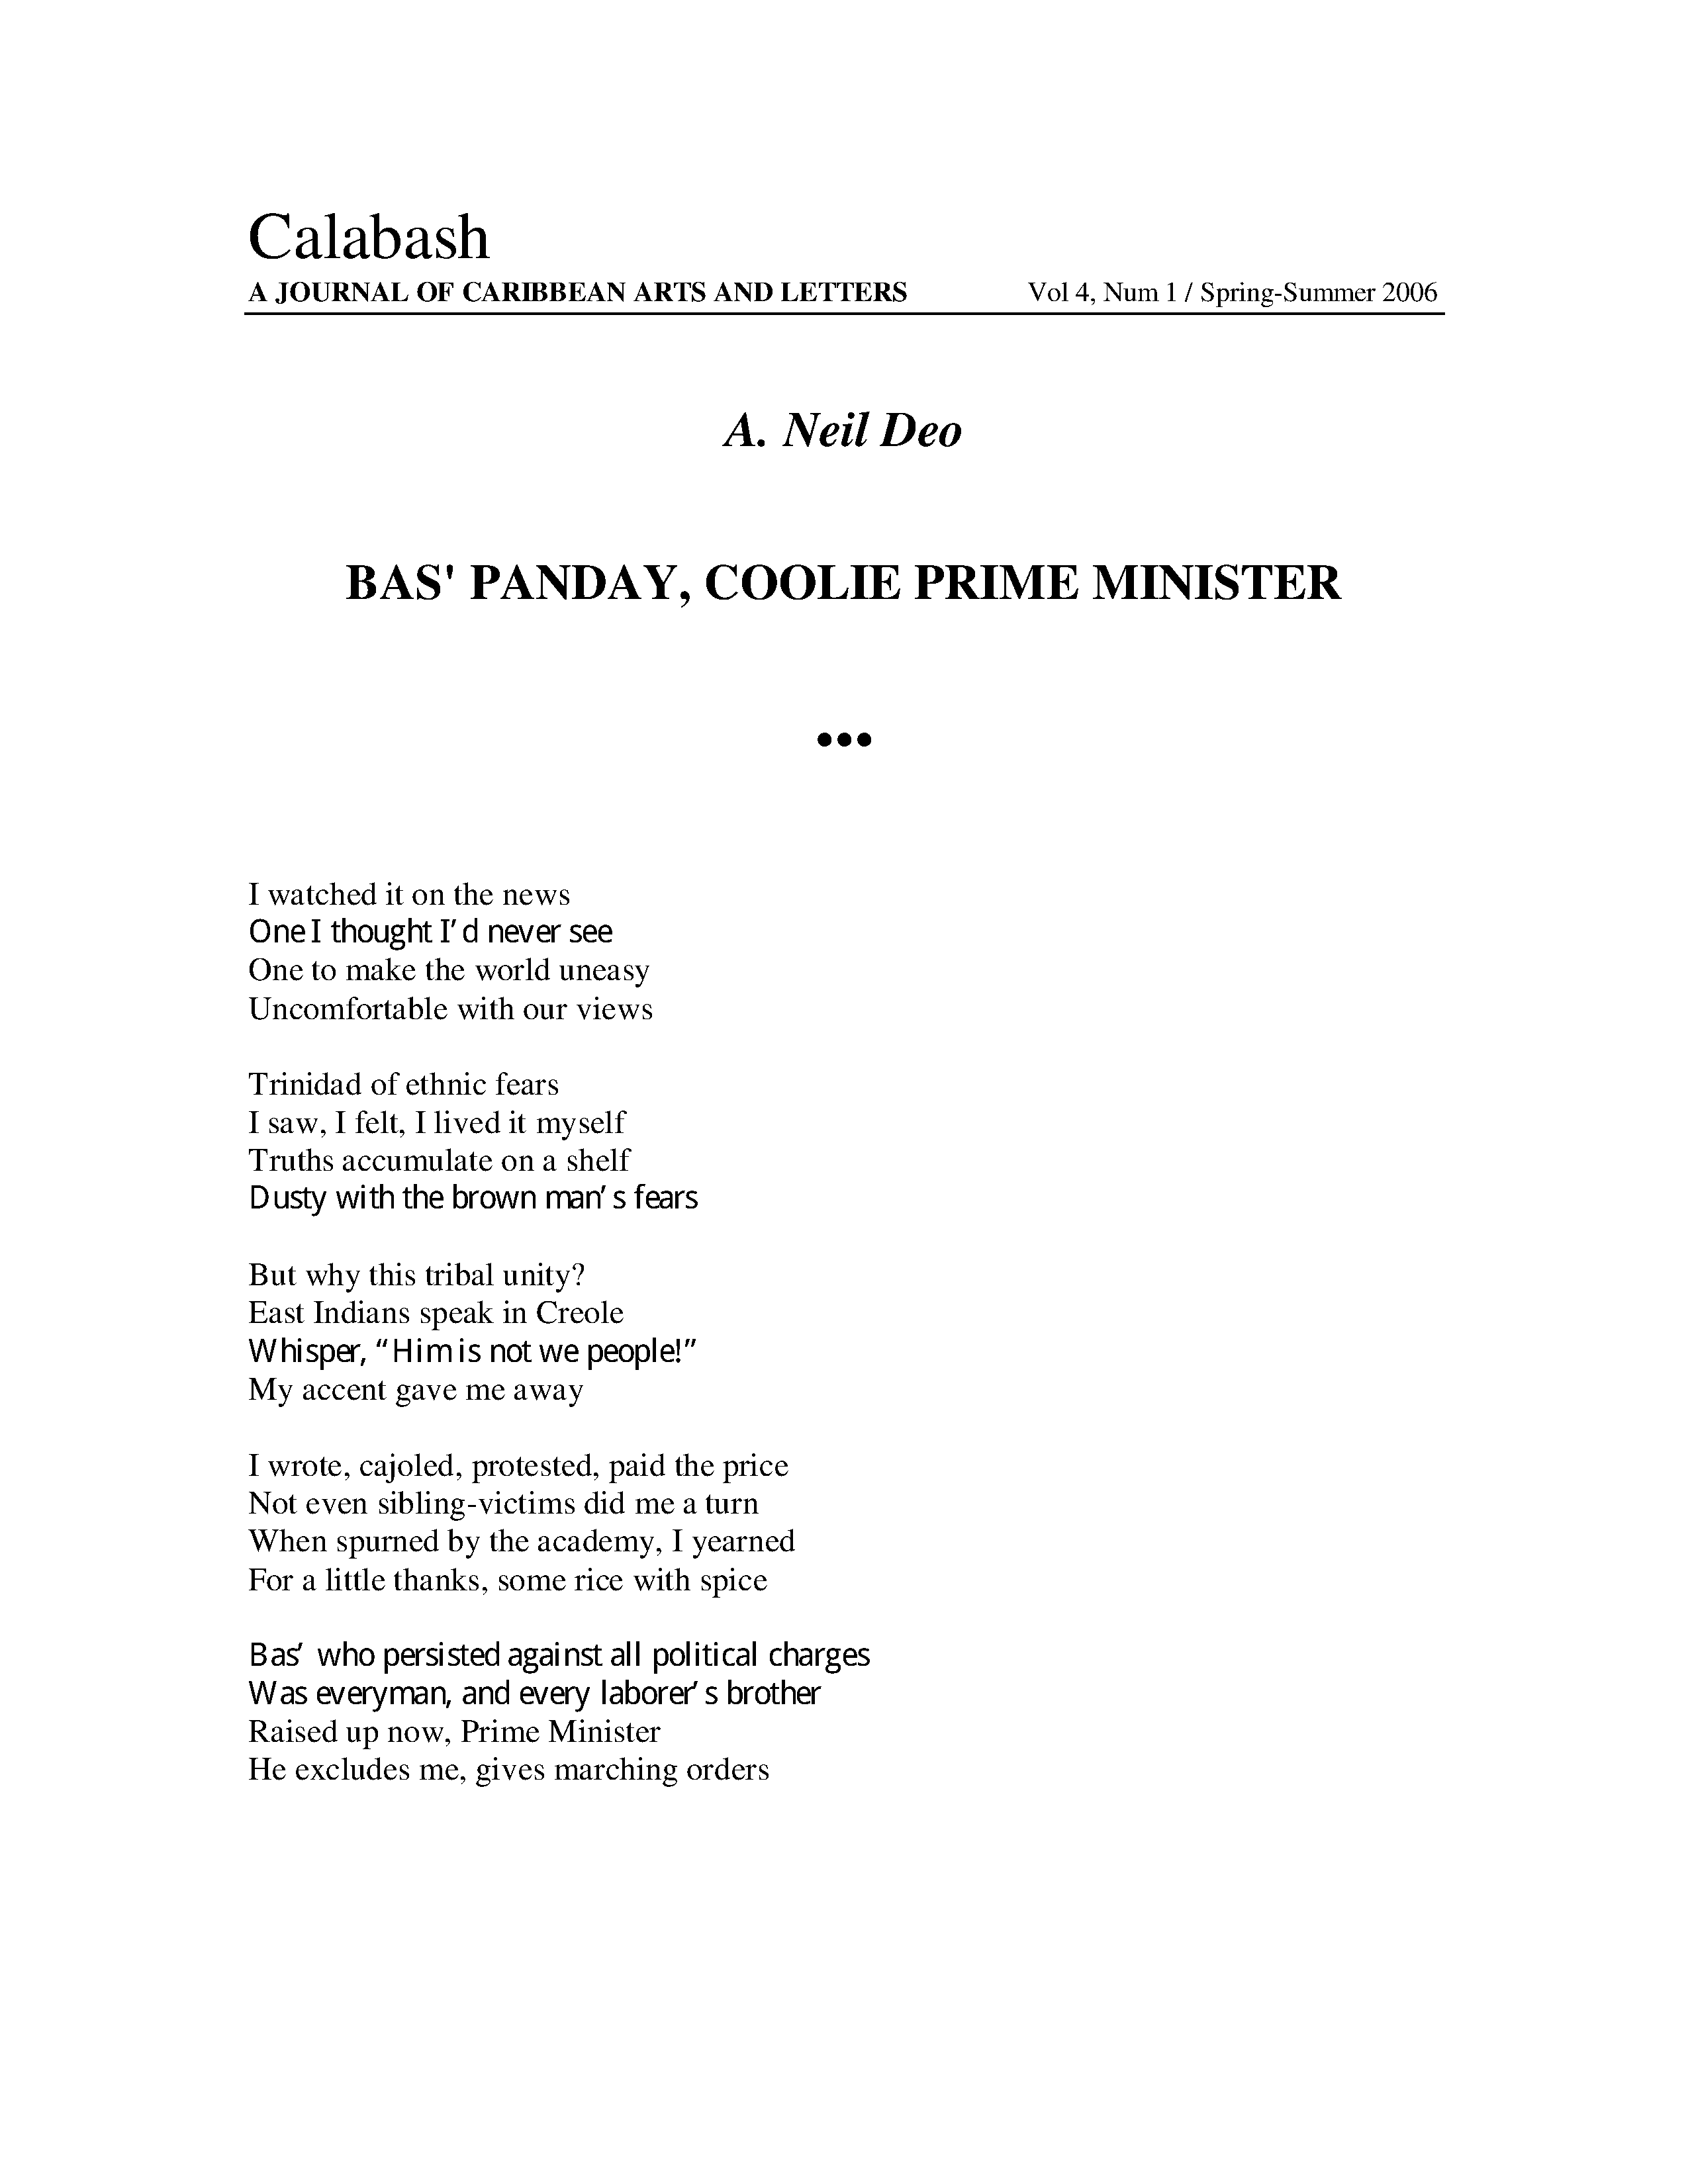 Calabash
A JOURNAL OF CARIBBEAN ARTS AND LETTERS Vol 4, Num 1 / Spring-Summer 2006
A. Neil Deo
BAS' PANDAY, COOLIE PRIME MINISTER
•••
I watched it on the news
One I thought I’d never see
One to make the world uneasy
Uncomfortable with our views
Trinidad of ethnic fears
I saw, I felt, I lived it myself
Truths accumulate on a shelf
Dusty with the brown man’s fears
But why this tribal unity?
East Indians speak in Creole
Whisper, “Him is not we people!”
My accent gave me away
I wrote, cajoled, protested, paid the price
Not even sibling-victims did me a turn
When spurned by the academy, I yearned
For a little thanks, some rice with spice
Bas’ who persisted against all political charges
Was everyman, and every laborer’s brother
Raised up now, Prime Minister
He excludes me, gives marching orders